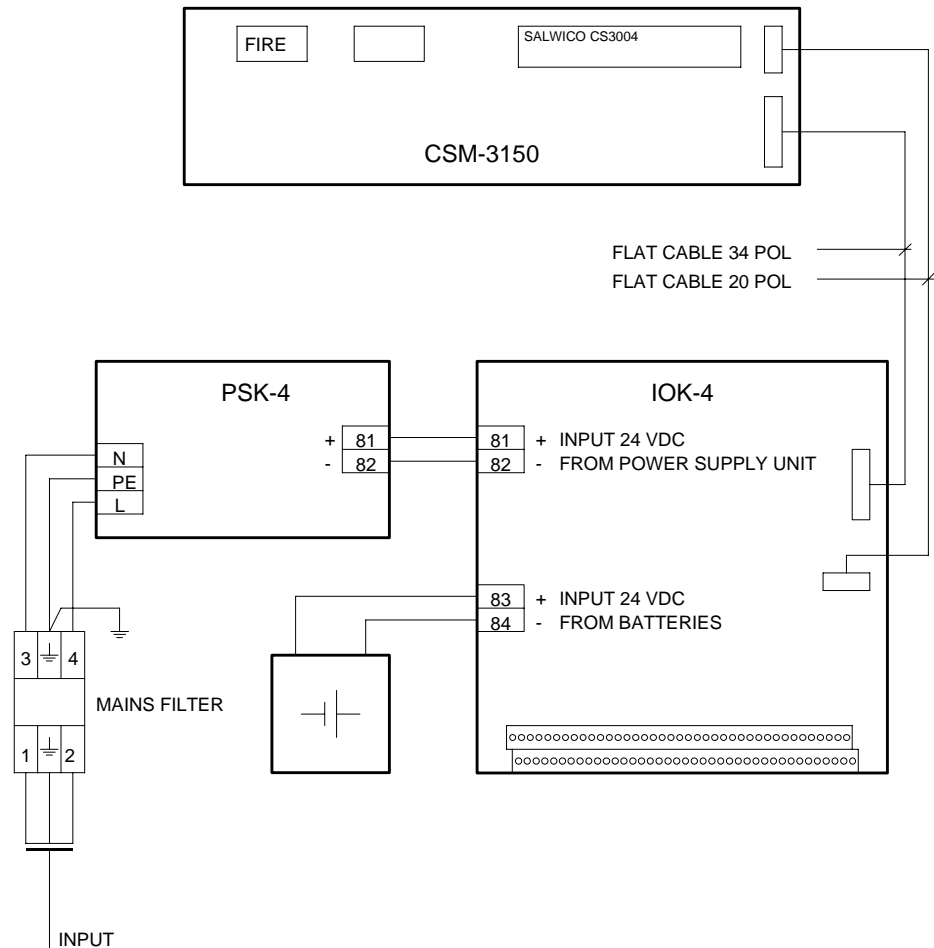 FIRE
SALWICO CS3004
CSM-3150
FLAT CABLE 34 POL
FLAT CABLE 20 POL
PSK-4
+ 81
- 82
N
PE
L
IOK-4
81 + INPUT 24 VDC
82 - FROM POWER SUPPLY UNIT
83 + INPUT 24 VDC
84 - FROM BATTERIES
3 4
MAINS FILTER
1 2
INPUT